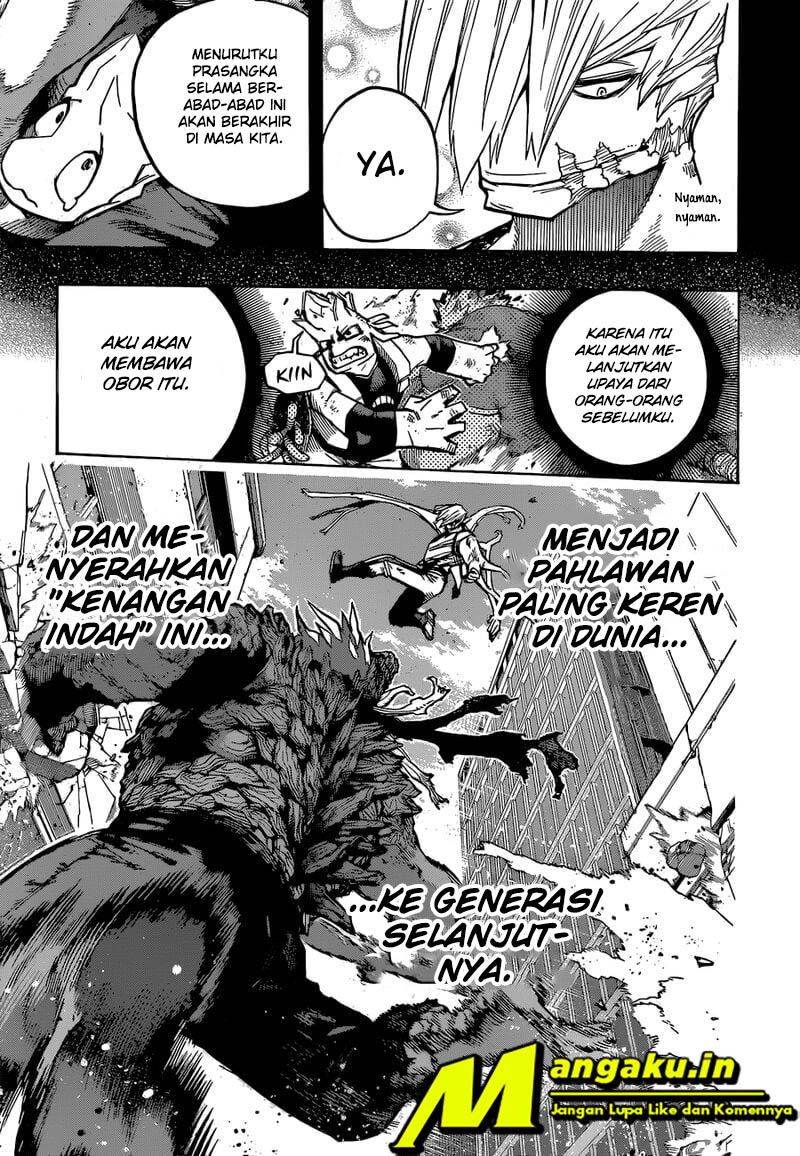 YA.
Nyaman,
nyaman.
MENURUTKU
PRASANGKA
SELAMA BER-
ABAD-ABAD INI
AKAN BERAKHIR
DI MASA KITA.
KARENA ITU
AKU AKAN ME-
LANJUTKAN
UPAYA DARI
ORANG-ORANG
SEBELUMKU.
KIIN
AKU AKAN
MEMBAWA
OBOR ITU.
MENJADI
PAHLAWAN
PALING KEREN
DI DUNIA...
DAN ME-
NYERAHKAN
"KENANGAN
INDAH" INI...
...KE GENERASI
SELANJUT-
NYA.
Mangaku.in
Jangan Lupa Like dan Komennya